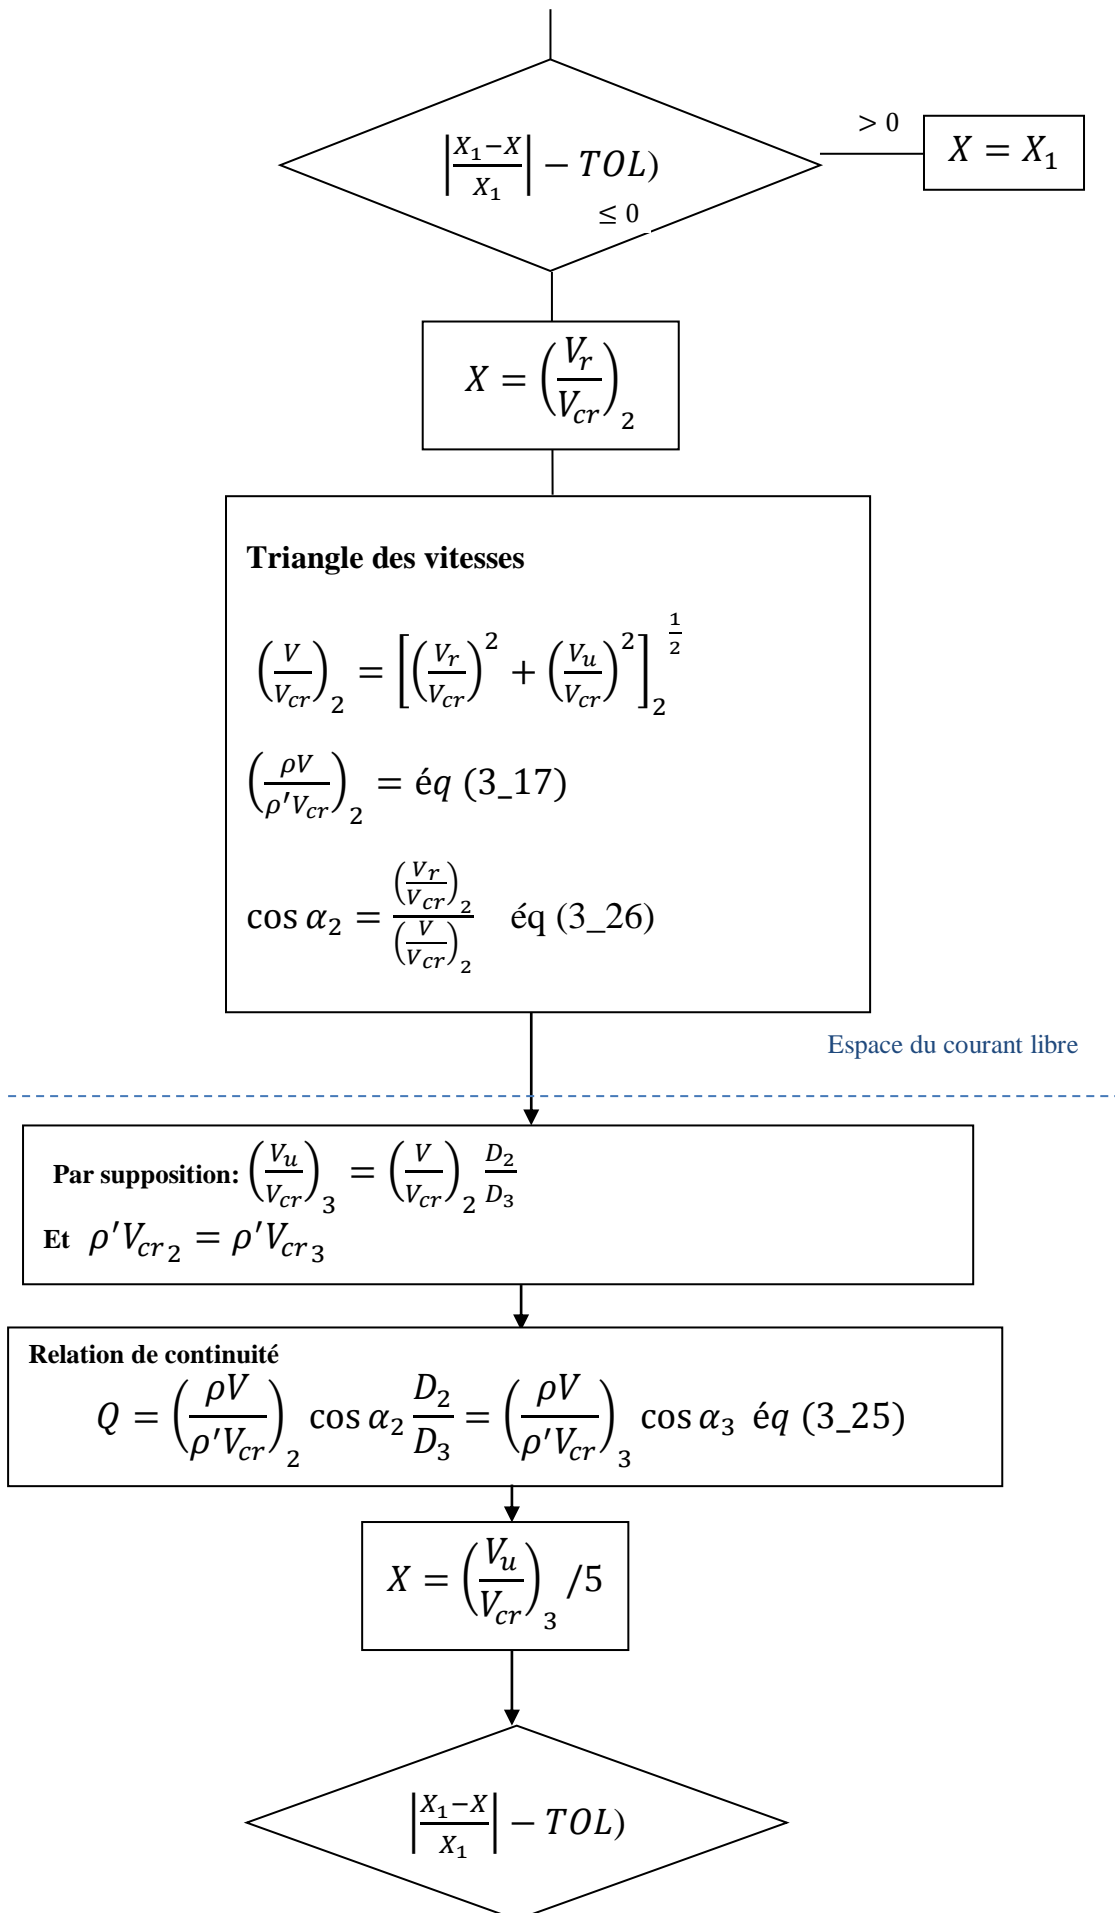 |X₁−X / X₁| − TOL)
> 0
X = X₁
≤ 0
X = (V_r / V_cr)₂
Triangle des vitesses
(V / V_cr)₂ = [(V_r / V_cr)² + (V_u / V_cr)²]₂^(1/2)
(ρV / ρ′V_cr)₂ = éq (3_17)
cos α₂ = (V_r / V_cr)₂ / (V / V_cr)₂ éq (3_26)
Espace du courant libre
Par supposition: (V_u / V_cr)₃ = (V / V_cr)₂ D₂ / D₃
Et ρ′V_cr₂ = ρ′V_cr₃
Relation de continuité
Q = (ρV / ρ′V_cr)₂ cos α₂ D₂ / D₃ = (ρV / ρ′V_cr)₃ cos α₃ éq (3_25)
X = (V_u / V_cr)₃ /5
|X₁−X / X₁| − TOL)